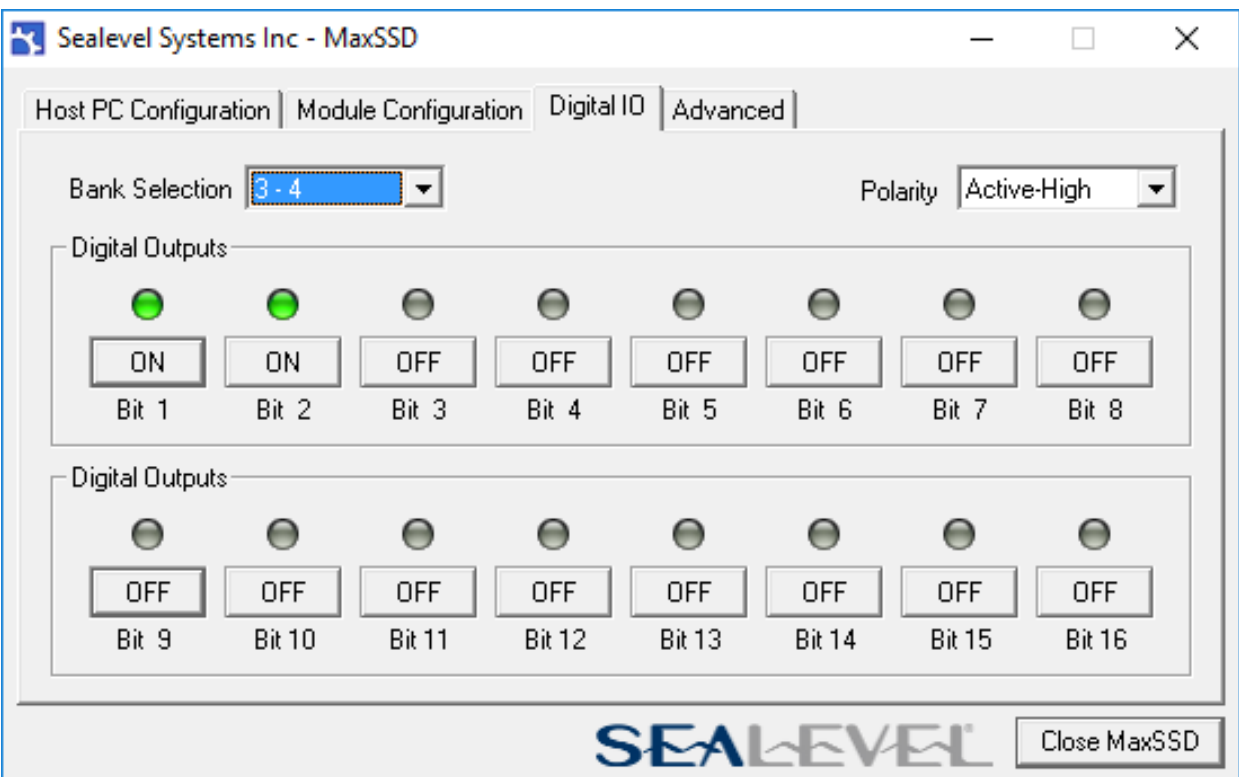 Sealevel Systems Inc - MaxSSD
Host PC Configuration Module Configuration Digital IO Advanced
Bank Selection 3 - 4 Polarity Active-High
Digital Outputs
ON ON OFF OFF OFF OFF OFF OFF
Bit 1 Bit 2 Bit 3 Bit 4 Bit 5 Bit 6 Bit 7 Bit 8
Digital Outputs
OFF OFF OFF OFF OFF OFF OFF OFF
Bit 9 Bit 10 Bit 11 Bit 12 Bit 13 Bit 14 Bit 15 Bit 16
SEALEVEL Close MaxSSD